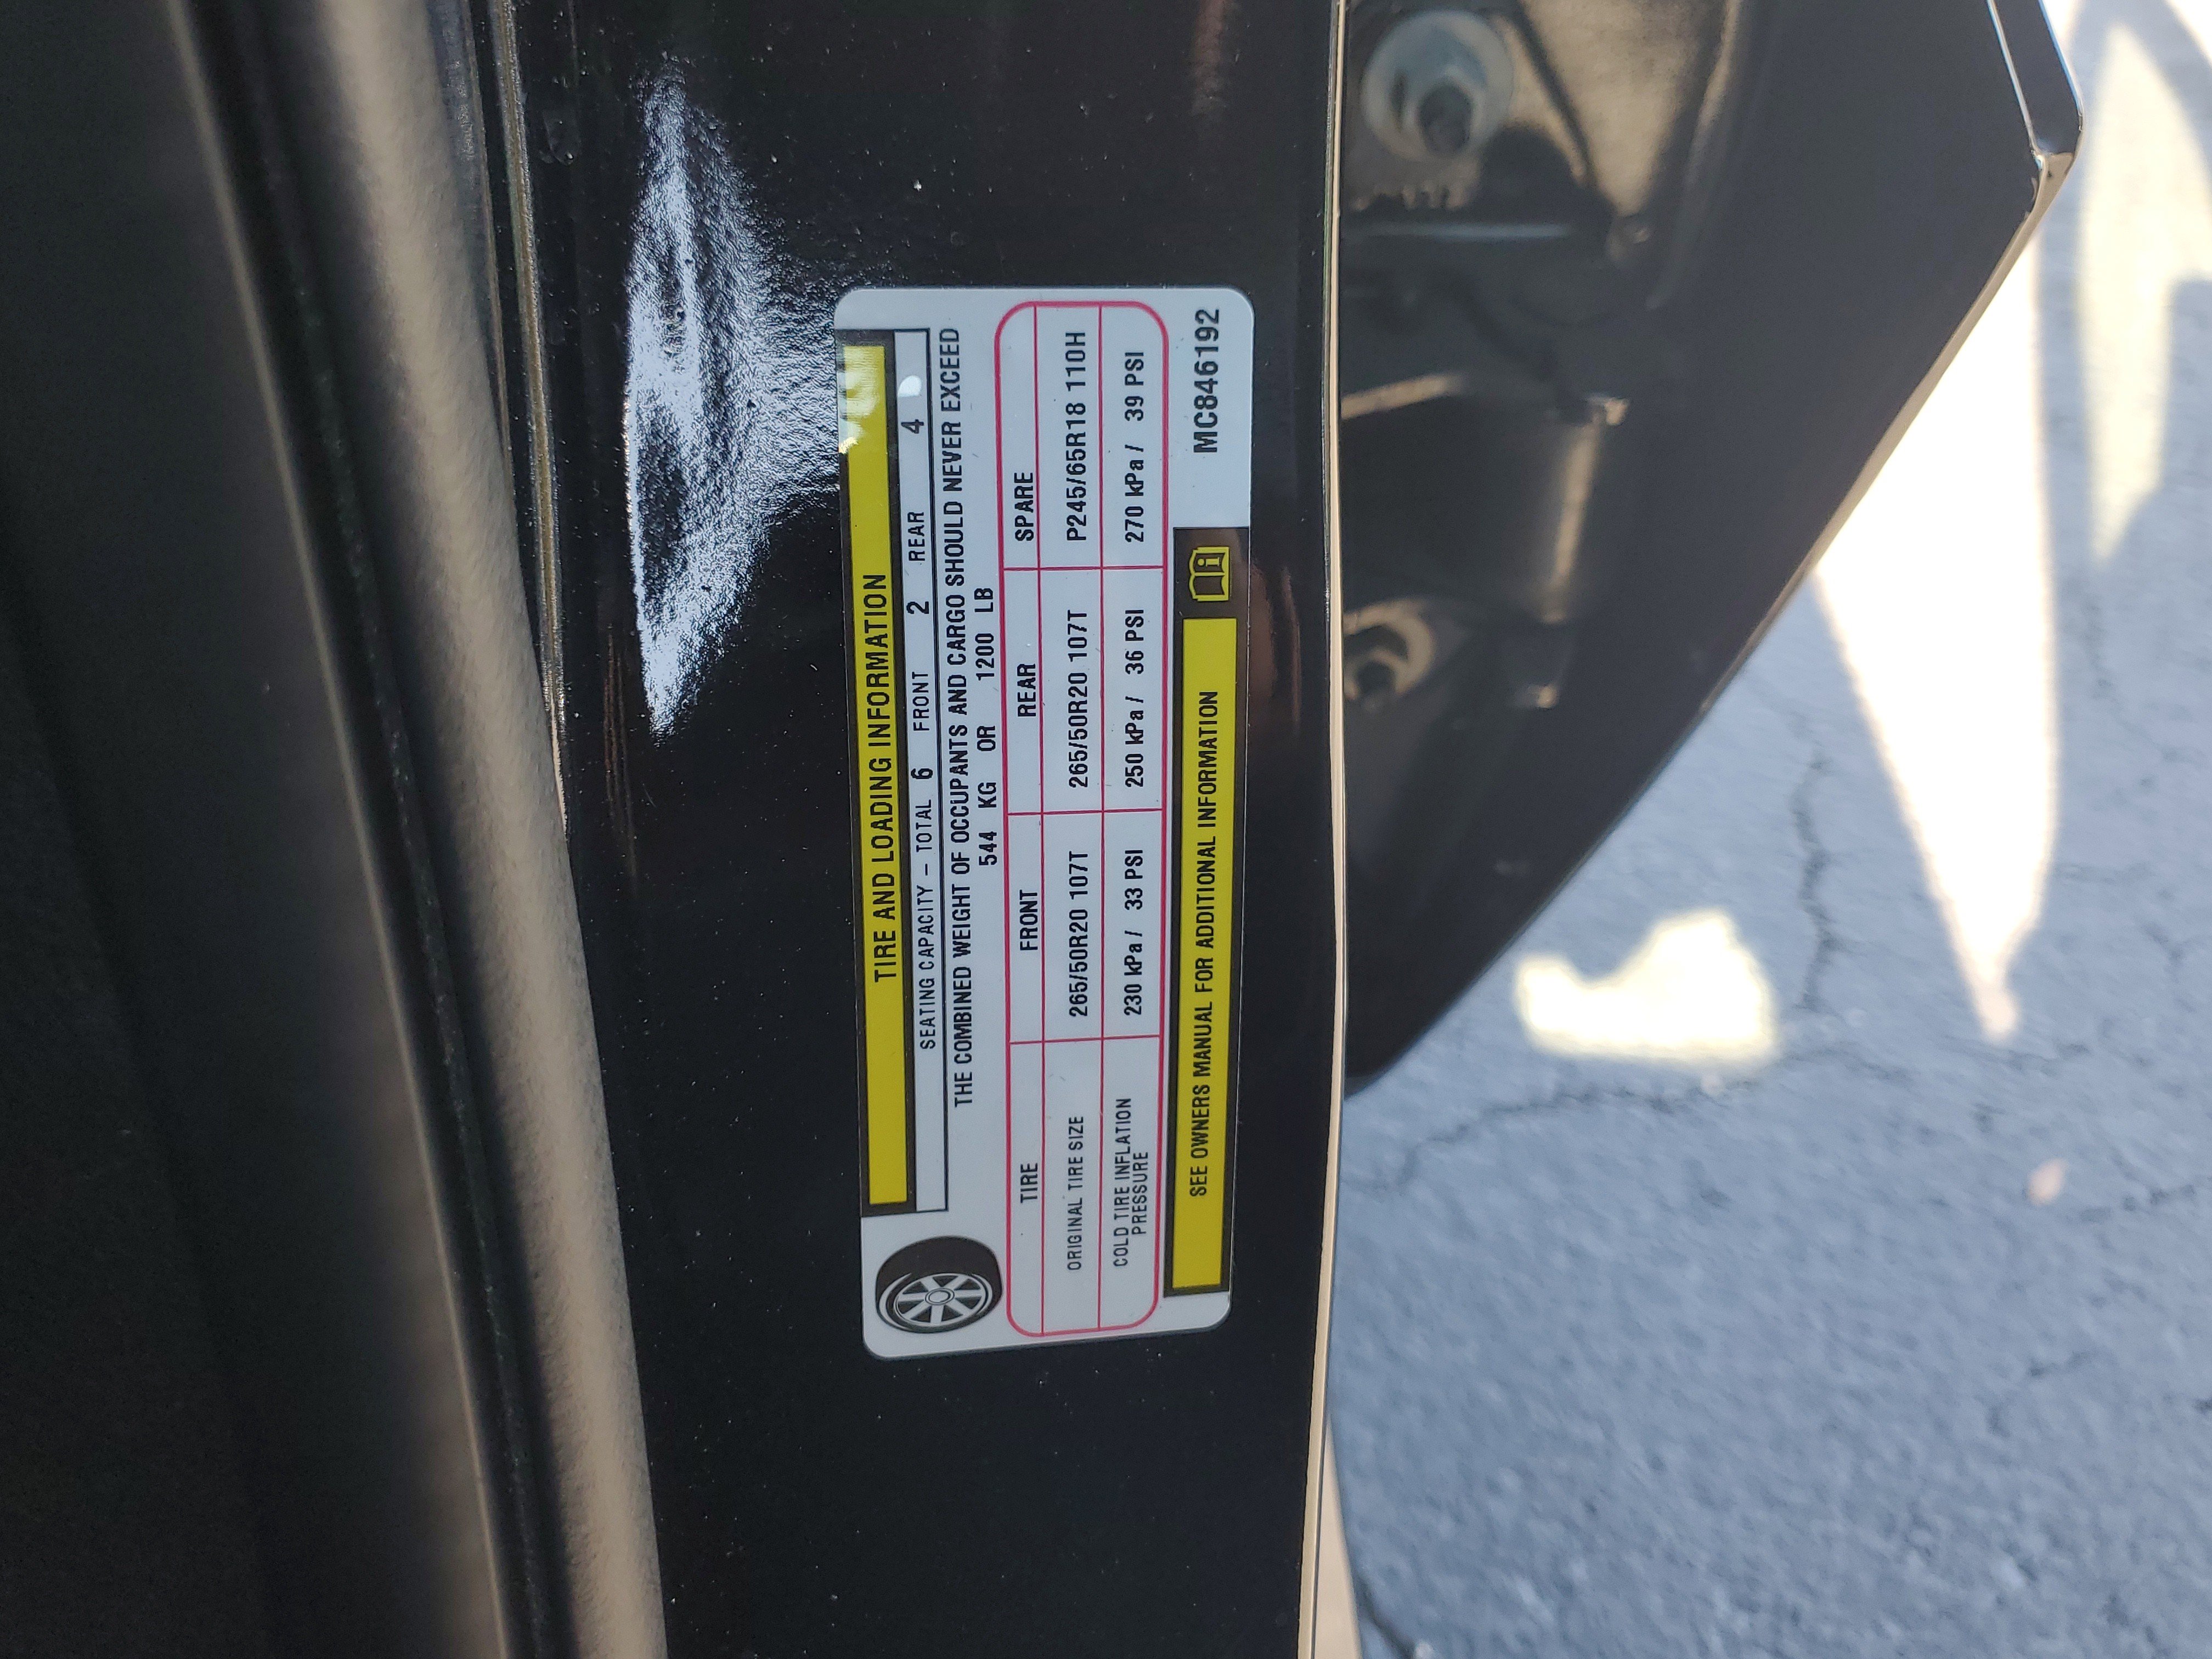 TIRE AND LOADING INFORMATION
SEATING CAPACITY – TOTAL 6 FRONT 2 REAR 4
THE COMBINED WEIGHT OF OCCUPANTS AND CARGO SHOULD NEVER EXCEED
544 KG OR 1200 LB
TIRE FRONT REAR SPARE
ORIGINAL TIRE SIZE 265/50R20 107T 265/50R20 107T P245/65R18 110H
COLD TIRE INFLATION PRESSURE 230 kPa / 33 PSI 250 kPa / 36 PSI 270 kPa / 39 PSI
SEE OWNERS MANUAL FOR ADDITIONAL INFORMATION
MC846192